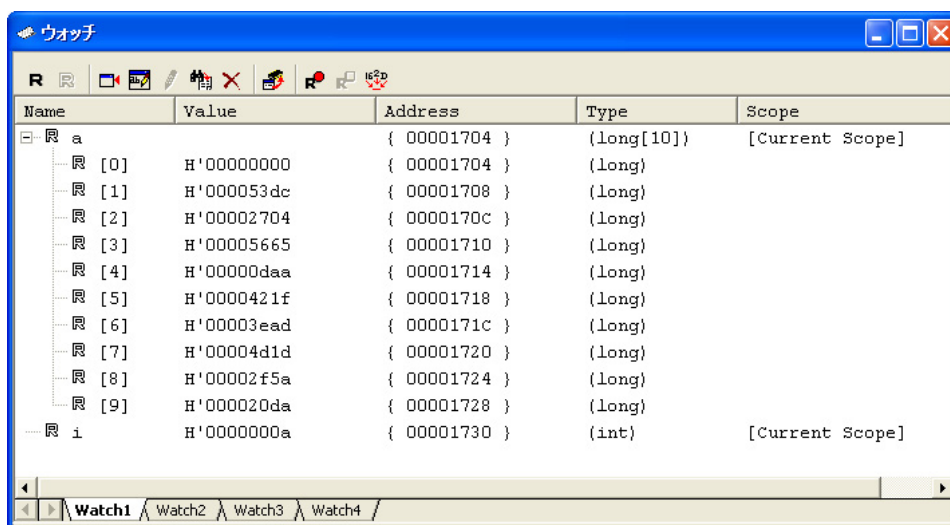 ウォッチ
Name Value Address Type Scope
R a { 00001704 } (long[10]) [Current Scope]
R [0] H'00000000 { 00001704 } (long)
R [1] H'000053dc { 00001708 } (long)
R [2] H'00002704 { 0000170C } (long)
R [3] H'00005665 { 00001710 } (long)
R [4] H'00000daa { 00001714 } (long)
R [5] H'0000421f { 00001718 } (long)
R [6] H'00003ead { 0000171C } (long)
R [7] H'00004d1d { 00001720 } (long)
R [8] H'00002f5a { 00001724 } (long)
R [9] H'000020da { 00001728 } (long)
R i H'0000000a { 00001730 } (int) [Current Scope]
Watch1 Watch2 Watch3 Watch4